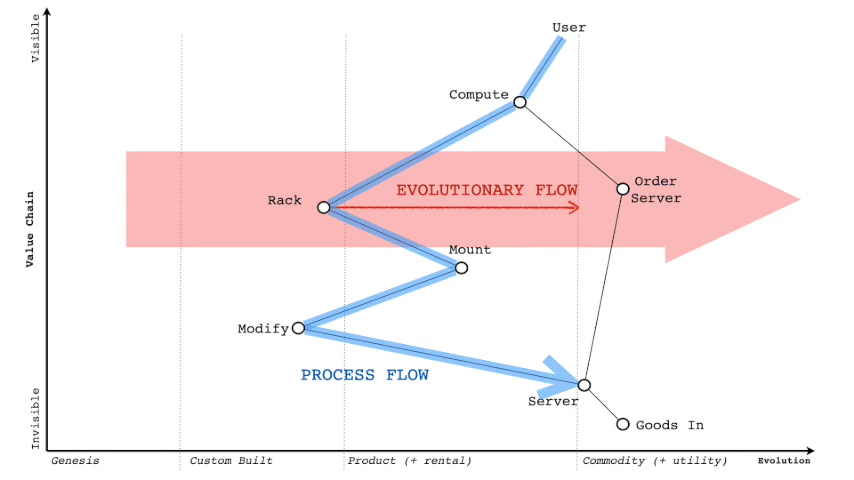 User
Visible
Compute
Order
Server
EVOLUTIONARY FLOW
Rack
Value Chain
Mount
Modify
PROCESS FLOW
Server
Invisible
Goods In
Genesis
Custom Built
Product (+ rental)
Commodity (+ utility)
Evolution